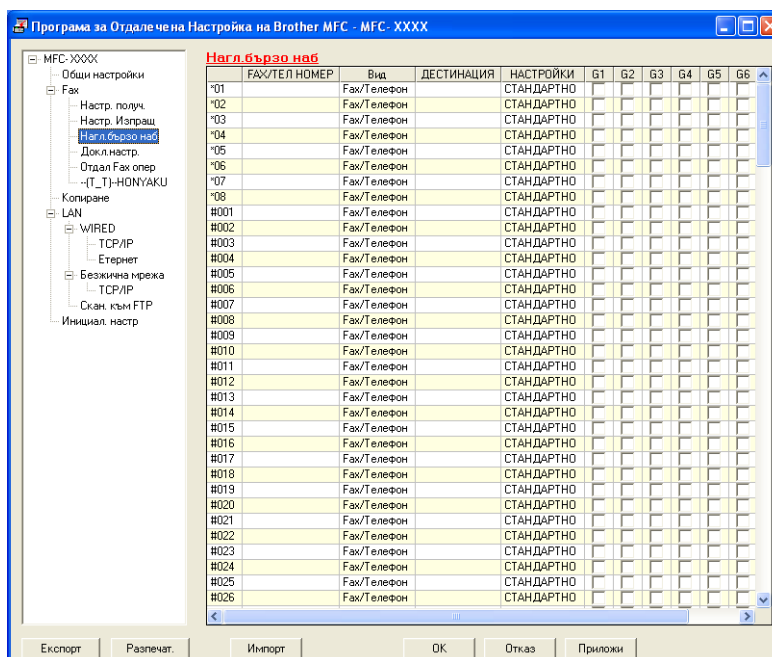 Програма за Отдалечена Настройка на Brother MFC - MFC- XXXX
MFC- XXXX
Общи настройки
Fax
Настр. получ.
Настр. Изпращ
Нагл.бързо наб
Докл.настр.
Отдал Fax опер
--(T_T)--HONYAKU
Копиране
LAN
WIRED
TCP/IP
Етернет
Безжична мрежа
TCP/IP
Скан. към FTP
Инициал. настр
Нагл.бързо наб
FAX/ТЕЛ НОМЕР Вид ДЕСТИНАЦИЯ НАСТРОЙКИ G1 G2 G3 G4 G5 G6
*01 Fax/Телефон СТАНДАРТНО
*02 Fax/Телефон СТАНДАРТНО
*03 Fax/Телефон СТАНДАРТНО
*04 Fax/Телефон СТАНДАРТНО
*05 Fax/Телефон СТАНДАРТНО
*06 Fax/Телефон СТАНДАРТНО
*07 Fax/Телефон СТАНДАРТНО
*08 Fax/Телефон СТАНДАРТНО
#001 Fax/Телефон СТАНДАРТНО
#002 Fax/Телефон СТАНДАРТНО
#003 Fax/Телефон СТАНДАРТНО
#004 Fax/Телефон СТАНДАРТНО
#005 Fax/Телефон СТАНДАРТНО
#006 Fax/Телефон СТАНДАРТНО
#007 Fax/Телефон СТАНДАРТНО
#008 Fax/Телефон СТАНДАРТНО
#009 Fax/Телефон СТАНДАРТНО
#010 Fax/Телефон СТАНДАРТНО
#011 Fax/Телефон СТАНДАРТНО
#012 Fax/Телефон СТАНДАРТНО
#013 Fax/Телефон СТАНДАРТНО
#014 Fax/Телефон СТАНДАРТНО
#015 Fax/Телефон СТАНДАРТНО
#016 Fax/Телефон СТАНДАРТНО
#017 Fax/Телефон СТАНДАРТНО
#018 Fax/Телефон СТАНДАРТНО
#019 Fax/Телефон СТАНДАРТНО
#020 Fax/Телефон СТАНДАРТНО
#021 Fax/Телефон СТАНДАРТНО
#022 Fax/Телефон СТАНДАРТНО
#023 Fax/Телефон СТАНДАРТНО
#024 Fax/Телефон СТАНДАРТНО
#025 Fax/Телефон СТАНДАРТНО
#026 Fax/Телефон СТАНДАРТНО
Експорт Разпечат. Импорт OK Отказ Приложи